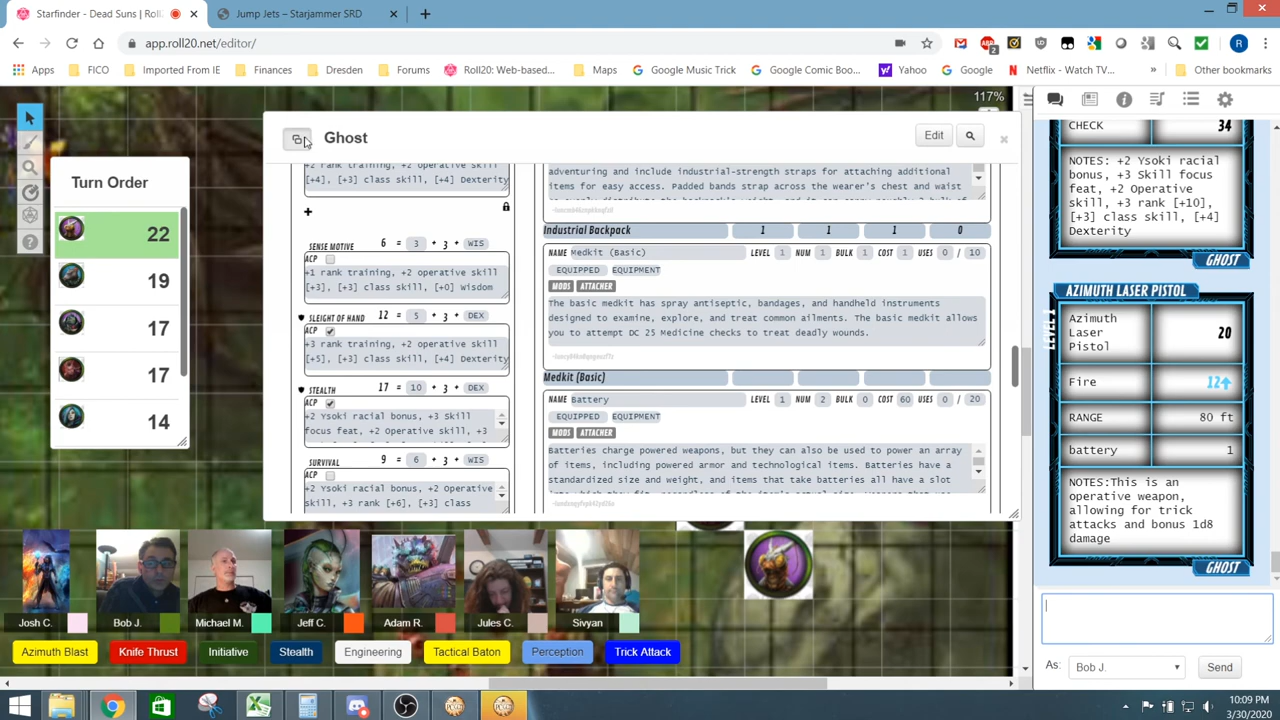 Starfinder - Dead Suns | Roll
Jump Jets – Starjammer SRD
app.roll20.net/editor/
2
R
Apps
FICO
Imported From IE
Finances
Dresden
Forums
Roll20: Web-based...
Maps
Google Music Trick
Google Comic Boo...
Yahoo
Google
Netflix - Watch TV...
»
Other bookmarks
117%
Turn Order
22
19
17
17
14
Ghost
Edit
+2 rank training, +2 operative skill
[+4], [+3] class skill, [+4] Dexterity
SENSE MOTIVE 6 = 3 + 3 + WIS
ACP
+1 rank training, +2 operative skill
[+3], [+3] class skill, [+0] Wisdom
SLEIGHT OF HAND 12 = 5 + 3 + DEX
ACP
+3 rank training, +2 operative skill
[+5], [+3] class skill, [+4] Dexterity
STEALTH 17 = 10 + 3 + DEX
ACP
+2 Ysoki racial bonus, +3 Skill
focus feat, +2 Operative skill, +3
SURVIVAL 9 = 6 + 3 + WIS
ACP
+2 Ysoki racial bonus, +2 Operative
skill, +3 rank [+6], [+3] class
adventuring and include industrial-strength straps for attaching additional
items for easy access. Padded bands strap across the wearer's chest and waist
Industrial Backpack 1 1 1 0
NAME Medkit (Basic) LEVEL 1 NUM 1 BULK 1 COST 1 USES 0 / 10
EQUIPPED EQUIPMENT
MODS ATTACHER
The basic medkit has spray antiseptic, bandages, and handheld instruments
designed to examine, explore, and treat common ailments. The basic medkit allows
you to attempt DC 25 Medicine checks to treat deadly wounds.
Medkit (Basic)
NAME Battery LEVEL 1 NUM 2 BULK 0 COST 60 USES 0 / 20
EQUIPPED EQUIPMENT
MODS ATTACHER
Batteries charge powered weapons, but they can also be used to power an array
of items, including powered armor and technological items. Batteries have a
standardized size and weight, and items that take batteries all have a slot
CHECK 34
NOTES: +2 Ysoki racial
bonus, +3 Skill focus
feat, +2 Operative
skill, +3 rank [+10],
[+3] class skill, [+4]
Dexterity
GHOST
AZIMUTH LASER PISTOL
LEVEL 1
Azimuth
Laser
Pistol
20
Fire 12
RANGE 80 ft
battery 1
NOTES:This is an
operative weapon,
allowing for trick
attacks and bonus 1d8
damage
GHOST
As: Bob J.
Send
Josh C.
Bob J.
Michael M.
Jeff C.
Adam R.
Jules C.
Sivyan
Azimuth Blast
Knife Thrust
Initiative
Stealth
Engineering
Tactical Baton
Perception
Trick Attack
10:09 PM
3/30/2020